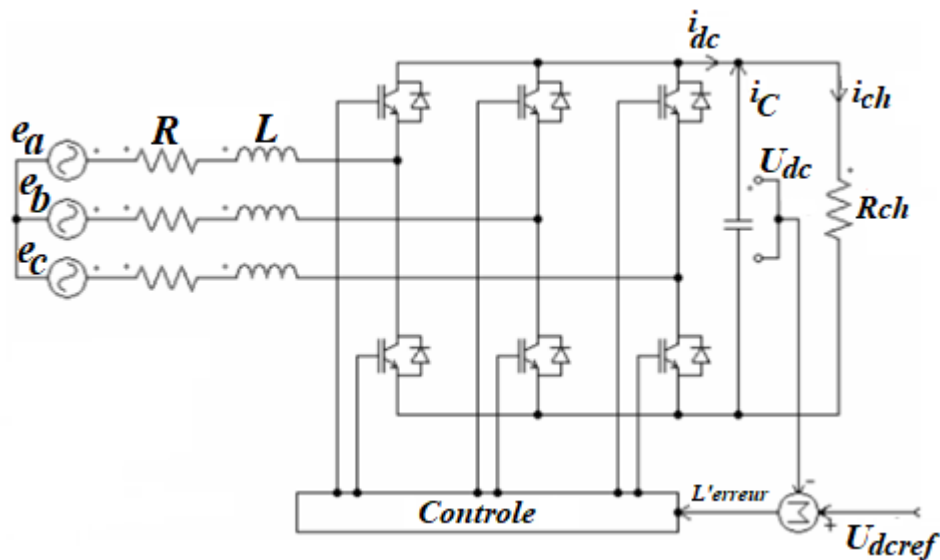 i_dc
i_C
i_ch
e_a
R
L
U_dc
e_b
Rch
e_c
L'erreur
-
Controle
Σ
+
U_dcref